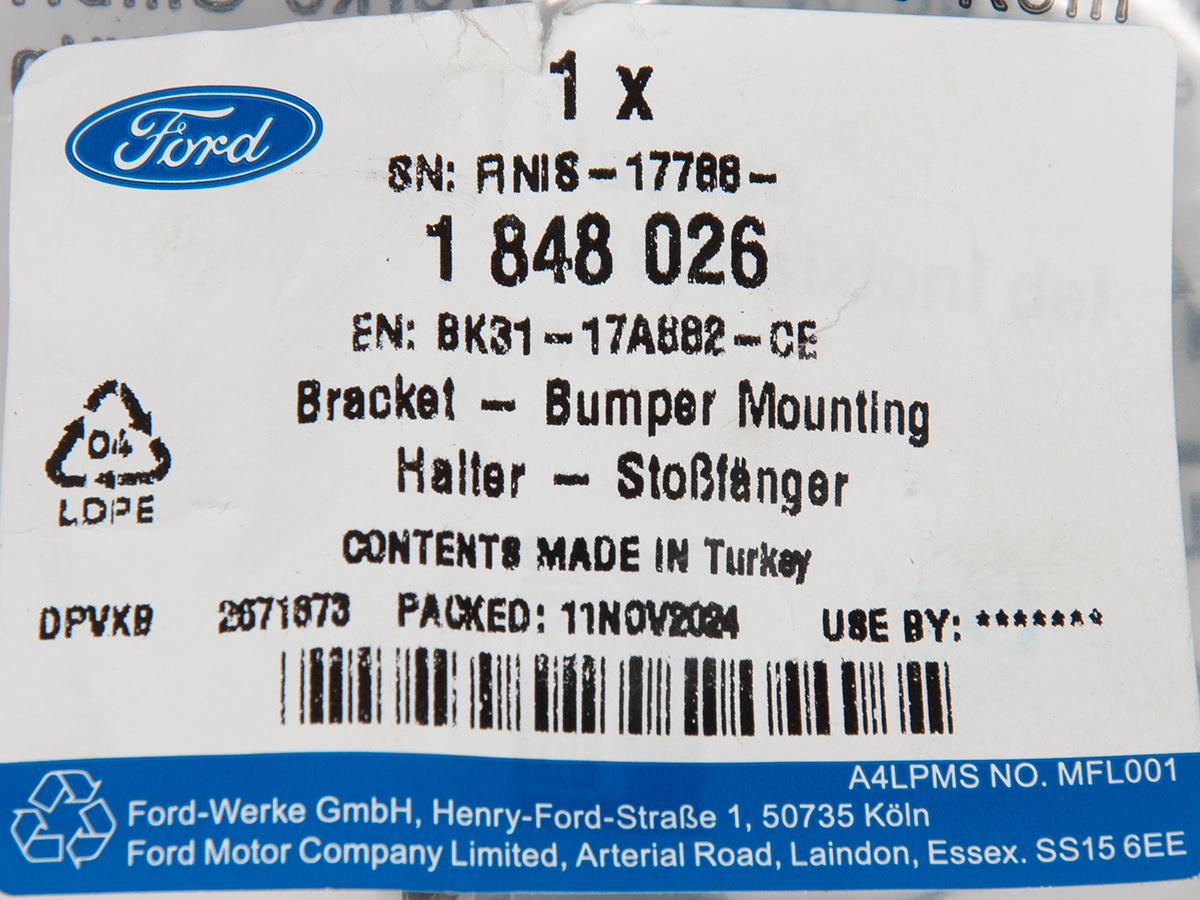 Ford
1 x
SN: FINIS-17788-
1 848 026
EN: BK31-17A882-CE
Bracket - Bumper Mounting
Halter - Stoßfänger
04
LDPE
CONTENTS MADE IN Turkey
DPVXB 2671873 PACKED: 11NOV2024 USE BY: *******
A4LPMS NO. MFL001
Ford-Werke GmbH, Henry-Ford-Straße 1, 50735 Köln
Ford Motor Company Limited, Arterial Road, Laindon, Essex. SS15 6EE